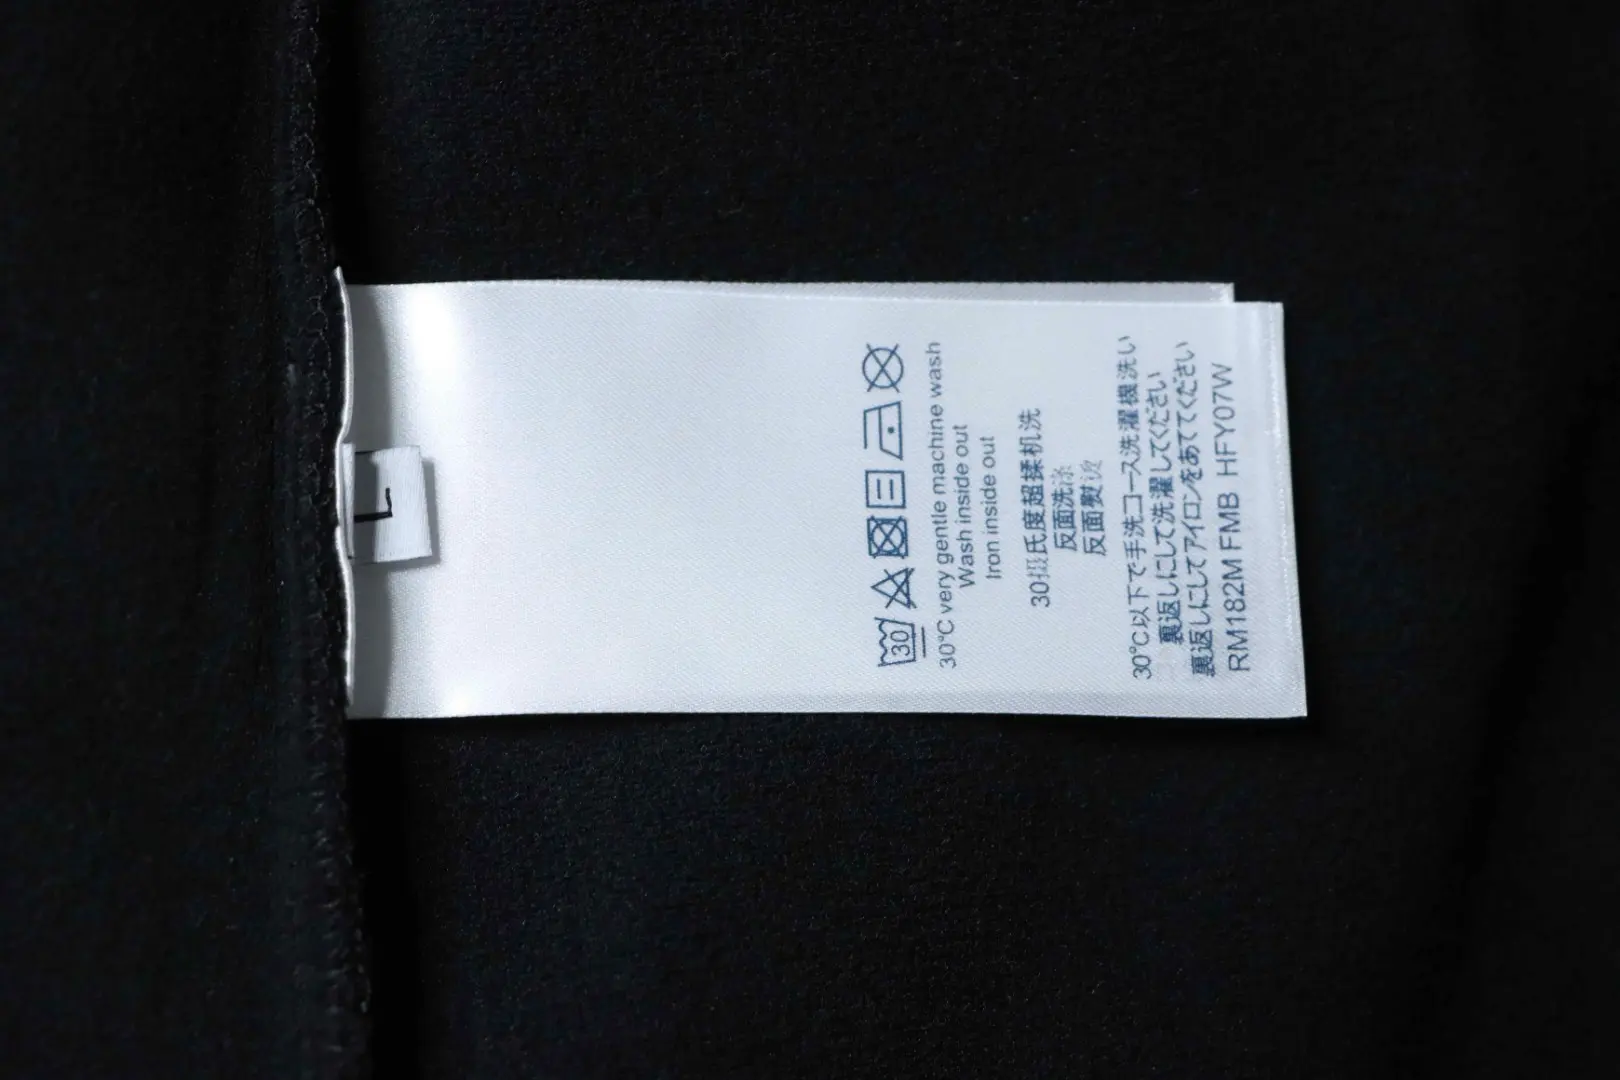 L
30
30°C very gentle machine wash
Wash inside out
Iron inside out
30摄氏度超揉机洗
反面洗涤
反面熨烫
30°C以下で手洗コース洗濯機洗い
裏返しにして洗濯してください
裏返しにしてアイロンをあててください
RM182M FMB HFY07W